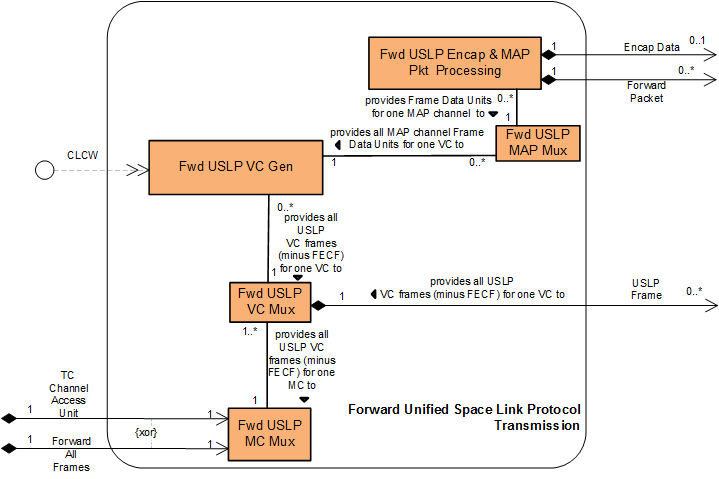 Fwd USLP Encap & MAP
Pkt Processing
1
0..1
Encap Data
1
0..*
Forward
Packet
provides Frame Data Units
for one MAP channel to
0..*
1
Fwd USLP
MAP Mux
provides all MAP channel Frame
Data Units for one VC to
1
0..*
CLCW
Fwd USLP VC Gen
0..*
provides all
USLP
VC frames
(minus FECF)
for one VC to
1
Fwd USLP
VC Mux
1
provides all USLP
VC frames (minus FECF) for one VC to
USLP
Frame
0..*
1..*
provides all
USLP VC
frames (minus
FECF) for one
MC to
1
TC
Channel
Access
Unit
1
1
{xor}
Fwd USLP
MC Mux
1
Forward
All
Frames
1
Forward Unified Space Link Protocol
Transmission